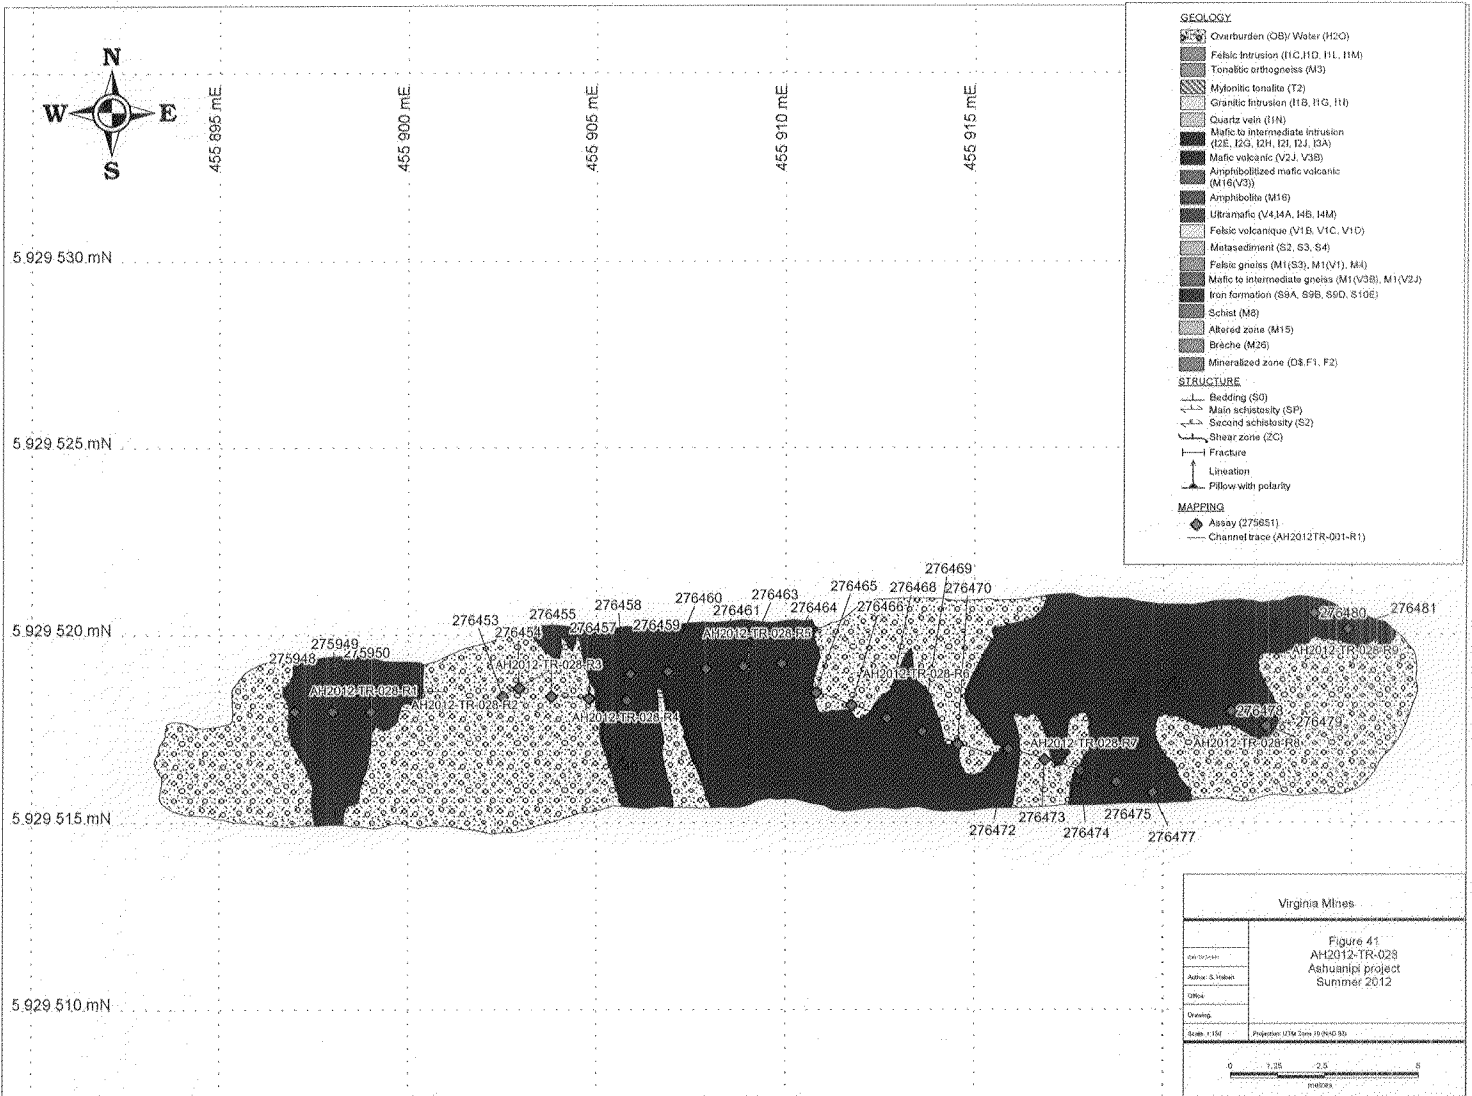 N
W E
S
455 895 mE
455 900 mE
455 905 mE
455 910 mE
455 915 mE
5 929 530 mN
5 929 525 mN
5 929 520 mN
5 929 515 mN
5 929 510 mN
GEOLOGY
Overburden (OB)/ Water (H2O)
Felsic Intrusion (I1C,I1D, I1L, I1M)
Tonalitic orthogneiss (M3)
Mylonitic tonalite (T2)
Granitic Intrusion (I1B, I1G, I1I)
Quartz vein (I1N)
Mafic to intermediate intrusion
(I2E, I2G, I2H, I2I, I2J, I3A)
Mafic volcanic (V2J, V3B)
Amphibolitized mafic volcanic
(M16(V3))
Amphibolite (M16)
Ultramafic (V4,I4A, I4B, I4M)
Felsic volcanique (V1B, V1C, V1D)
Metasediment (S2, S3, S4)
Felsic gneiss (M1(S3), M1(V1), M4)
Mafic to intermediate gneiss (M1(V3B), M1(V2J)
Iron formation (S9A, S9B, S9D, S10E)
Schist (M8)
Altered zone (M15)
Brèche (M26)
Mineralized zone (D$,F1, F2)
STRUCTURE
Bedding (S0)
Main schistosity (SP)
Second schistosity (S2)
Shear zone (ZC)
Fracture
Lineation
Pillow with polarity
MAPPING
Assay (275651)
Channel trace (AH2012TR-001-R1)
276469
276465 276468 276470
276455 276458 276460 276463 276464 276466
276453 276454 276457 276459 276461
276480 276481
275949
275948 275950
AH2012-TR-028-R5
AH2012-TR-028-R9
AH2012-TR-028-R3
AH2012-TR-028-R6
AH2012-TR-028-R1
AH2012-TR-028-R2
AH2012-TR-028-R4
276479
AH2012-TR-028-R7
AH2012-TR-028-R8
276472 276473 276474 276475 276477
Virginia Mines
Figure 41
AH2012-TR-028
Ashuanipi project
Summer 2012
Office:
Drawing:
Scale: 1:150
0 1,25 2,5 5
metres